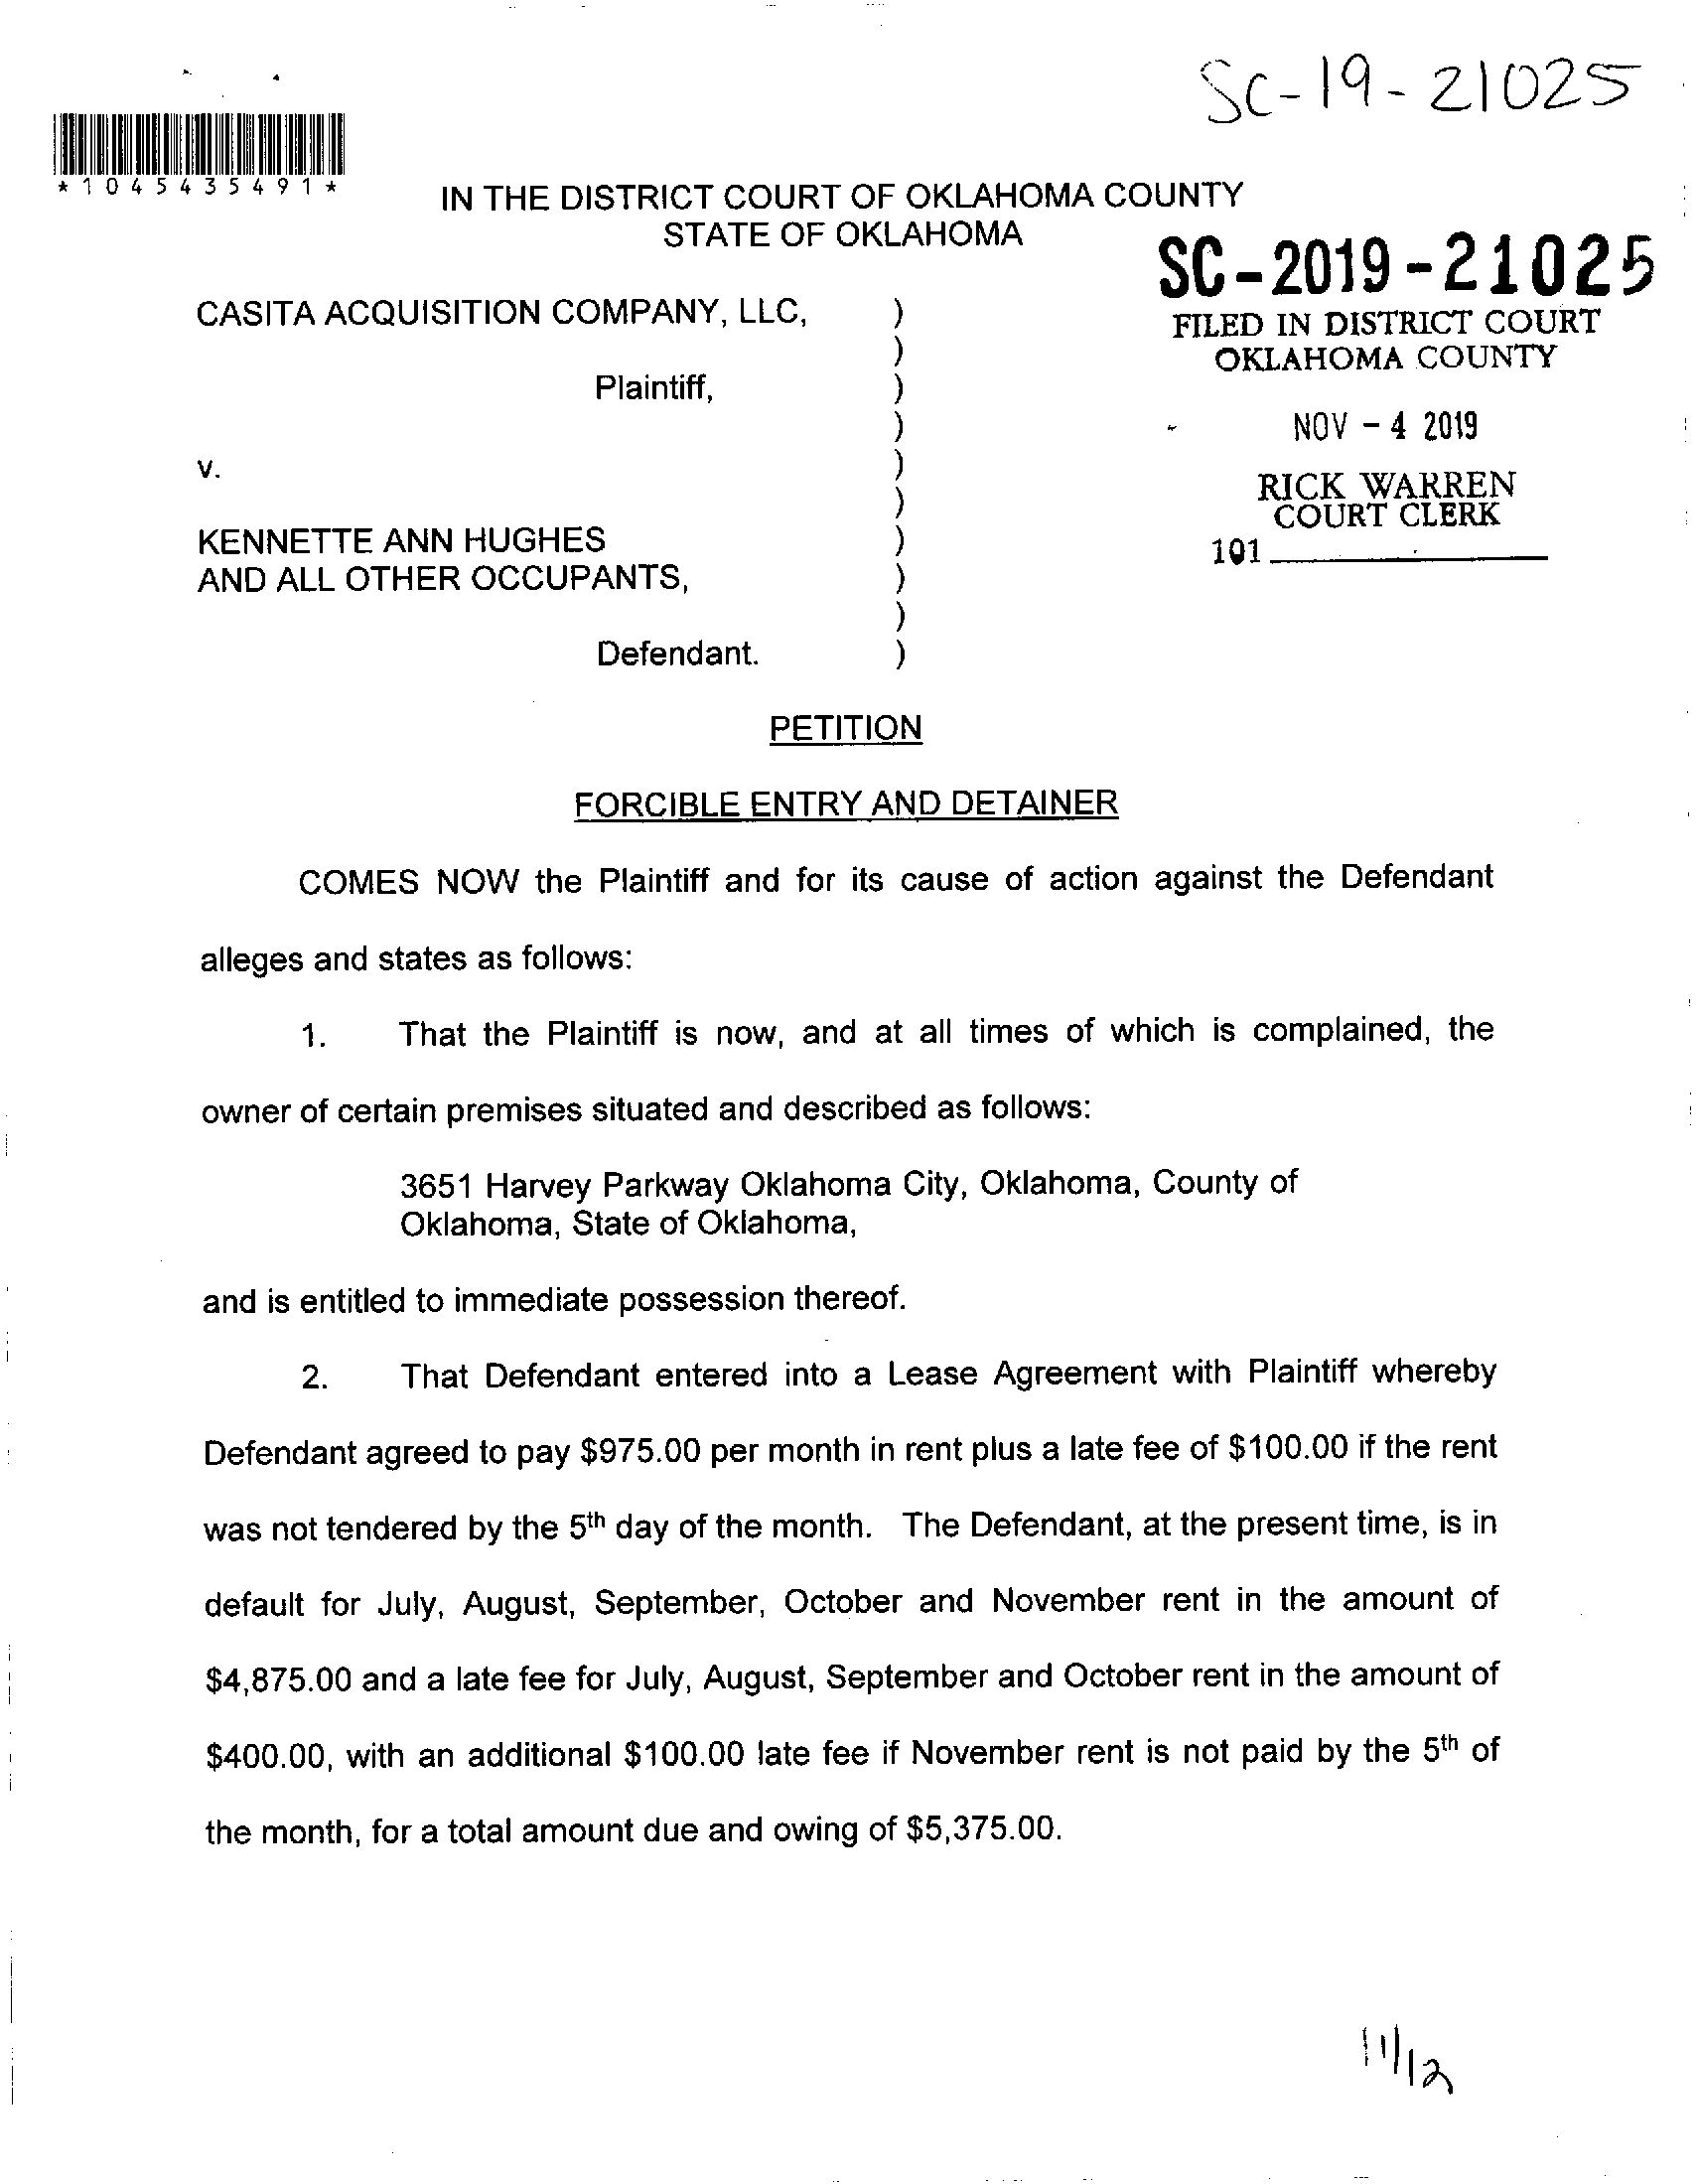 SC-19-21025
*1045435491*
IN THE DISTRICT COURT OF OKLAHOMA COUNTY
STATE OF OKLAHOMA
SC-2019-21025
CASITA ACQUISITION COMPANY, LLC, )
FILED IN DISTRICT COURT
OKLAHOMA COUNTY
)
Plaintiff, )
)
NOV - 4 2019
v. )
)
RICK WARREN
COURT CLERK
KENNETTE ANN HUGHES )
101
AND ALL OTHER OCCUPANTS, )
)
Defendant. )
PETITION
FORCIBLE ENTRY AND DETAINER
COMES NOW the Plaintiff and for its cause of action against the Defendant
alleges and states as follows:
1. That the Plaintiff is now, and at all times of which is complained, the
owner of certain premises situated and described as follows:
3651 Harvey Parkway Oklahoma City, Oklahoma, County of
Oklahoma, State of Oklahoma,
and is entitled to immediate possession thereof.
2. That Defendant entered into a Lease Agreement with Plaintiff whereby
Defendant agreed to pay $975.00 per month in rent plus a late fee of $100.00 if the rent
was not tendered by the 5th day of the month. The Defendant, at the present time, is in
default for July, August, September, October and November rent in the amount of
$4,875.00 and a late fee for July, August, September and October rent in the amount of
$400.00, with an additional $100.00 late fee if November rent is not paid by the 5th of
the month, for a total amount due and owing of $5,375.00.
11/12